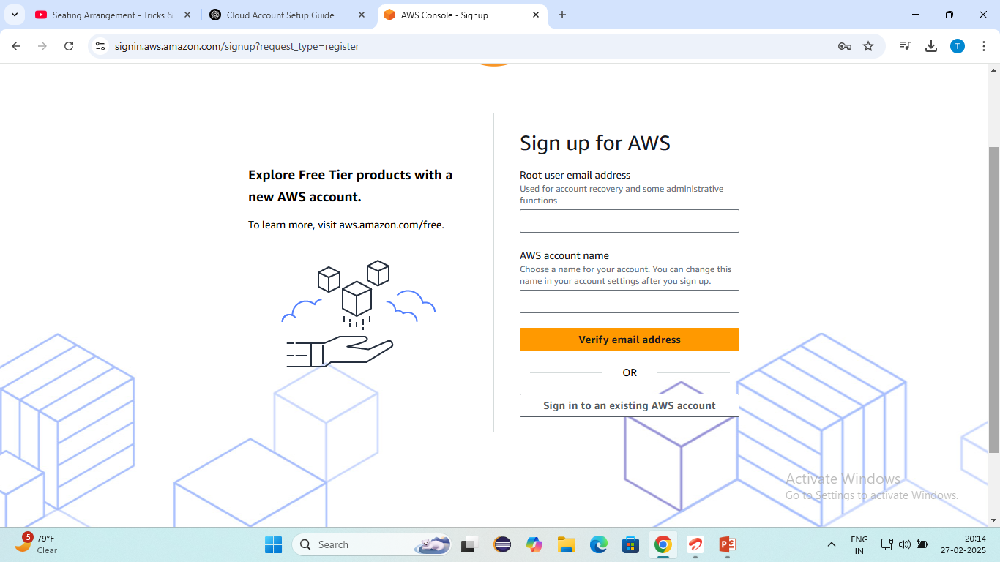 Seating Arrangement - Tricks &
Cloud Account Setup Guide
AWS Console - Signup
signin.aws.amazon.com/signup?request_type=register
T
Explore Free Tier products with a
new AWS account.
To learn more, visit aws.amazon.com/free.
Sign up for AWS
Root user email address
Used for account recovery and some administrative
functions
AWS account name
Choose a name for your account. You can change this
name in your account settings after you sign up.
Verify email address
OR
Sign in to an existing AWS account
Activate Windows
Go to Settings to activate Windows.
5
79°F
Clear
Search
ENG
IN
20:14
27-02-2025